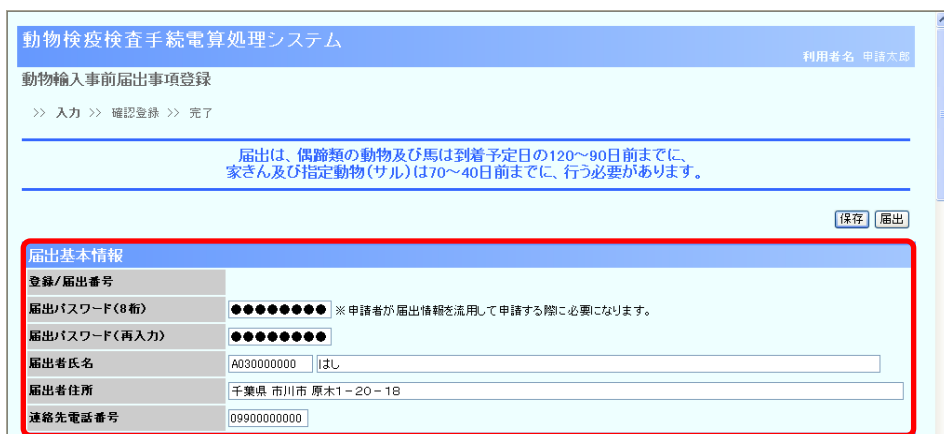 動物検疫検査手続電算処理システム
利用者名 申請太郎
動物輸入事前届出事項登録
>> 入力 >> 確認登録 >> 完了
届出は、偶蹄類の動物及び馬は到着予定日の120～90日前までに、
家きん及び指定動物(サル)は70～40日前までに、行う必要があります。
保存 届出
届出基本情報
登録/届出番号
届出パスワード(8桁) ●●●●●●●● ※申請者が届出情報を流用して申請する際に必要になります。
届出パスワード(再入力) ●●●●●●●●
届出者氏名 A030000000 はし
届出者住所 千葉県 市川市 原木1－20－18
連絡先電話番号 09900000000